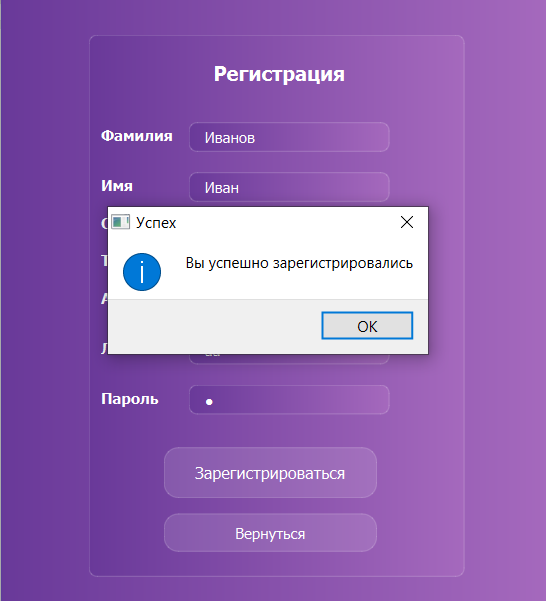 Регистрация
Фамилия
Иванов
Имя
Иван
Успех
Вы успешно зарегистрировались
OK
Пароль
Зарегистрироваться
Вернуться